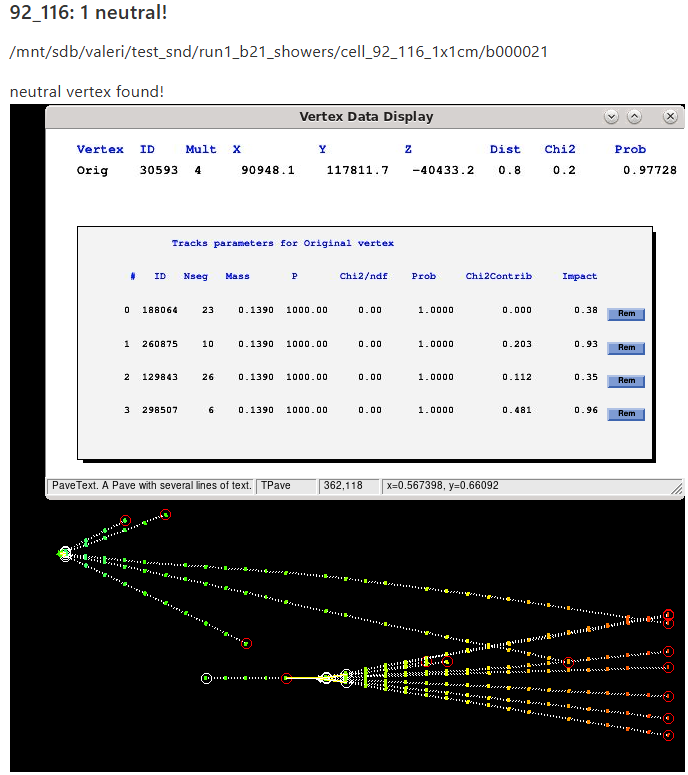 92_116: 1 neutral!
/mnt/sdb/valeri/test_snd/run1_b21_showers/cell_92_116_1x1cm/b000021
neutral vertex found!
Vertex Data Display
Vertex ID Mult X Y Z Dist Chi2 Prob
Orig 30593 4 90948.1 117811.7 -40433.2 0.8 0.2 0.97728
Tracks parameters for Original vertex
# ID Nseg Mass P Chi2/ndf Prob Chi2Contrib Impact
0 188064 23 0.1390 1000.00 0.00 1.0000 0.000 0.38 Rem
1 260875 10 0.1390 1000.00 0.00 1.0000 0.203 0.93 Rem
2 129843 26 0.1390 1000.00 0.00 1.0000 0.112 0.35 Rem
3 298507 6 0.1390 1000.00 0.00 1.0000 0.481 0.96 Rem
PaveText. A Pave with several lines of text. TPave 362,118 x=0.567398, y=0.66092